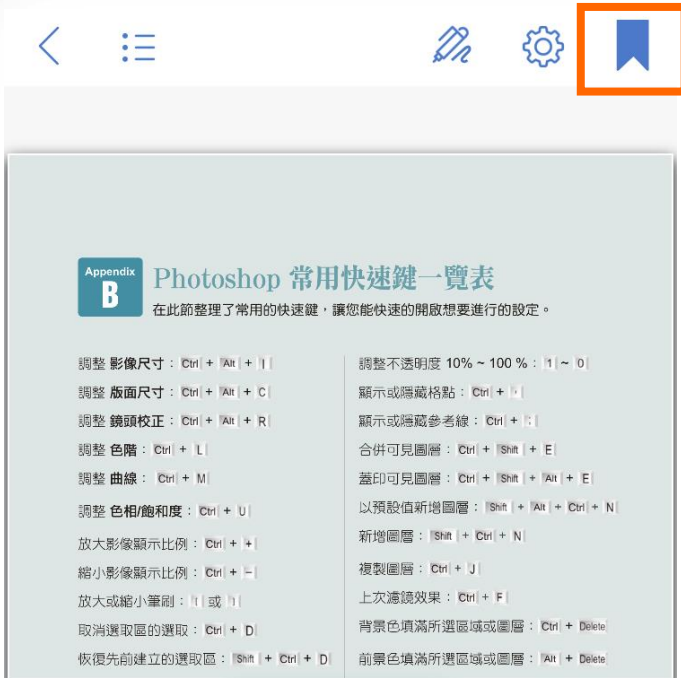 Appendix
B
Photoshop 常用快速鍵一覽表
在此節整理了常用的快速鍵，讓您能快速的開啟想要進行的設定。
調整 影像尺寸： Ctrl + Alt + I
調整 版面尺寸： Ctrl + Alt + C
調整 鏡頭校正： Ctrl + Alt + R
調整 色階： Ctrl + L
調整 曲線： Ctrl + M
調整 色相/飽和度： Ctrl + U
放大影像顯示比例： Ctrl + +
縮小影像顯示比例： Ctrl + −
放大或縮小筆刷： 或
取消選取區的選取： Ctrl + D
恢復先前建立的選取區： Shift + Ctrl + D
調整不透明度 10% ~ 100 %： 1 ~ 0
顯示或隱藏格點： Ctrl +
顯示或隱藏參考線： Ctrl + ;
合併可見圖層： Ctrl + Shift + E
蓋印可見圖層： Ctrl + Shift + Alt + E
以預設值新增圖層： Shift + Alt + Ctrl + N
新增圖層： Shift + Ctrl + N
複製圖層： Ctrl + J
上次濾鏡效果： Ctrl + F
背景色填滿所選區域或圖層： Ctrl + Delete
前景色填滿所選區域或圖層： Alt + Delete